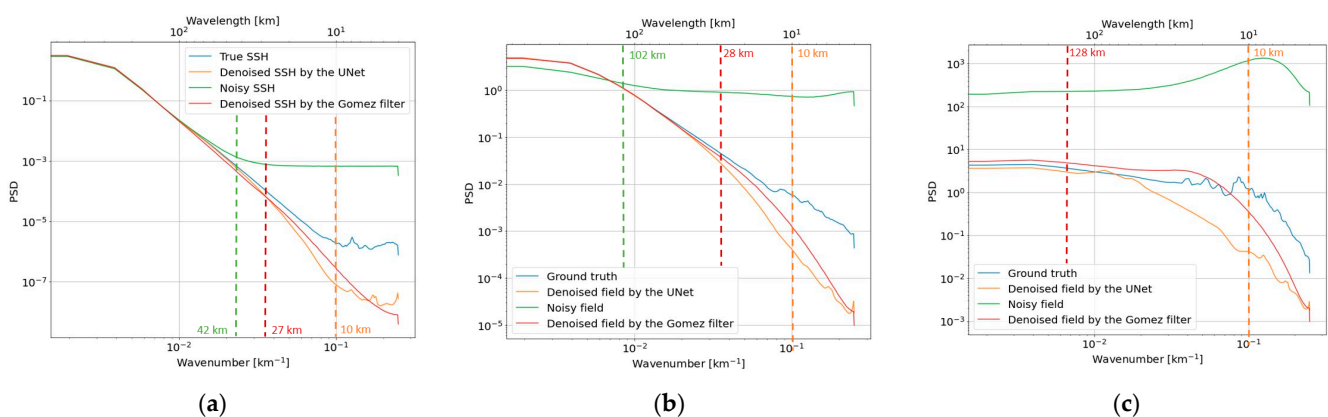 Wavelength [km]
10²
10¹
True SSH
Denoised SSH by the UNet
Noisy SSH
Denoised SSH by the Gomez filter
10⁻¹
10⁻³
10⁻⁵
10⁻⁷
PSD
42 km
27 km
10 km
10⁻²
10⁻¹
Wavenumber [km⁻¹]
(a)
Wavelength [km]
10²
10¹
102 km
28 km
10 km
10¹
10⁰
10⁻¹
10⁻²
10⁻³
10⁻⁴
10⁻⁵
PSD
Ground truth
Denoised field by the UNet
Noisy field
Denoised field by the Gomez filter
10⁻²
10⁻¹
Wavenumber [km⁻¹]
(b)
Wavelength [km]
10²
10¹
128 km
10 km
10³
10²
10¹
10⁰
10⁻¹
10⁻²
10⁻³
PSD
Ground truth
Denoised field by the UNet
Noisy field
Denoised field by the Gomez filter
10⁻²
10⁻¹
Wavenumber [km⁻¹]
(c)